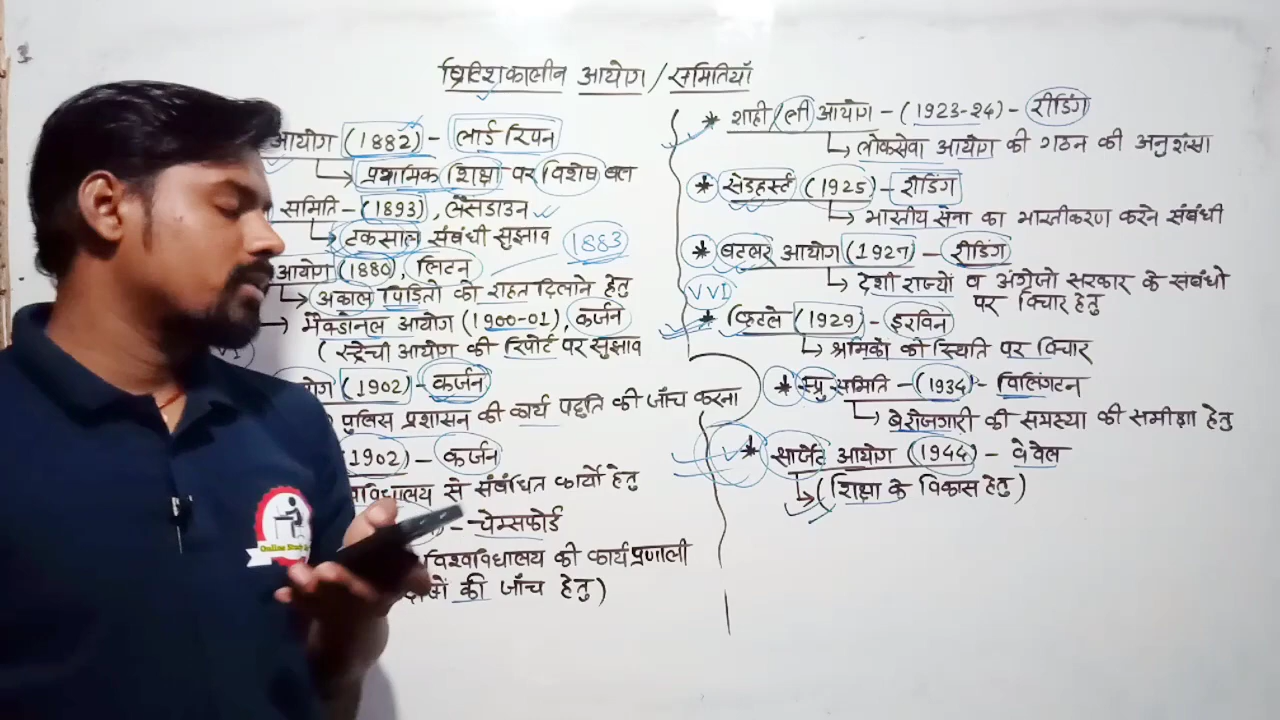 ब्रिटिशकालीन आयोग / समितियाँ
आयोग (1882) - लार्ड रिपन
प्राथमिक शिक्षा पर विशेष बल
समिति - (1893), लैंसडाउन
टकसाल संबंधी सुझाव
1883
आयोग (1880), लिटन
अकाल पिडितो को राहत दिलाने हेतु
मैक्डोनल आयोग (1900-01), कर्जन
(स्ट्रेची आयोग की रिपोर्ट पर सुझाव
(1902) - कर्जन
पुलिस प्रशासन की कार्य पद्दति की जाँच करना
1902) - कर्जन
विद्यालय से संबंधित कार्यो हेतु
- चेम्सफोर्ड
विश्वविद्यालय की कार्यप्रणाली
की जाँच हेतु)
* शाही / ली आयोग - (1923-24) - रीडिंग
लोकसेवा आयोग की गठन की अनुशंसा
* सेडहर्स्त (1925) - रीडिंग
भारतीय सेना का भारतीकरण करने संबंधी
* बटलर आयोग (1927) - रीडिंग
देशी राज्यों व अंग्रेजो सरकार के संबंधो
पर विचार हेतु
VVI
* व्हिटले (1929) - इरविन
श्रमिको की स्थिति पर विचार
* सप्रु समिति - (1934) - विलिंगटन
बेरोजगारी की समस्या की समीक्षा हेतु
* सार्जेंट आयोग (1944) - वेवेल
(शिक्षा के विकास हेतु)
Online Study